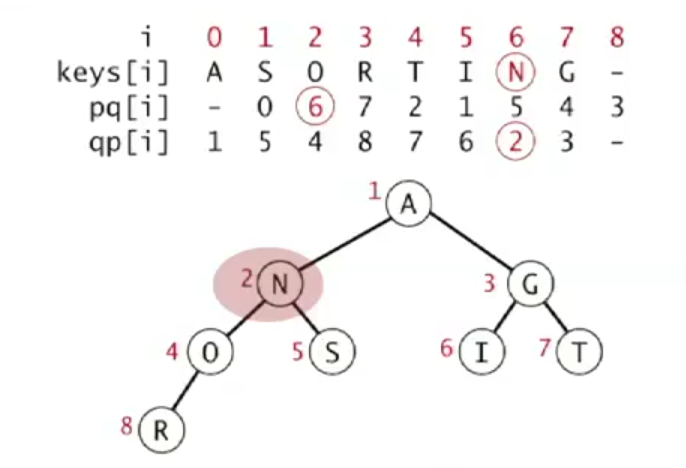 i 0 1 2 3 4 5 6 7 8
keys[i] A S O R T I N G -
pq[i] - 0 6 7 2 1 5 4 3
qp[i] 1 5 4 8 7 6 2 3 -
1 A
2 N 3 G
4 O 5 S 6 I 7 T
8 R